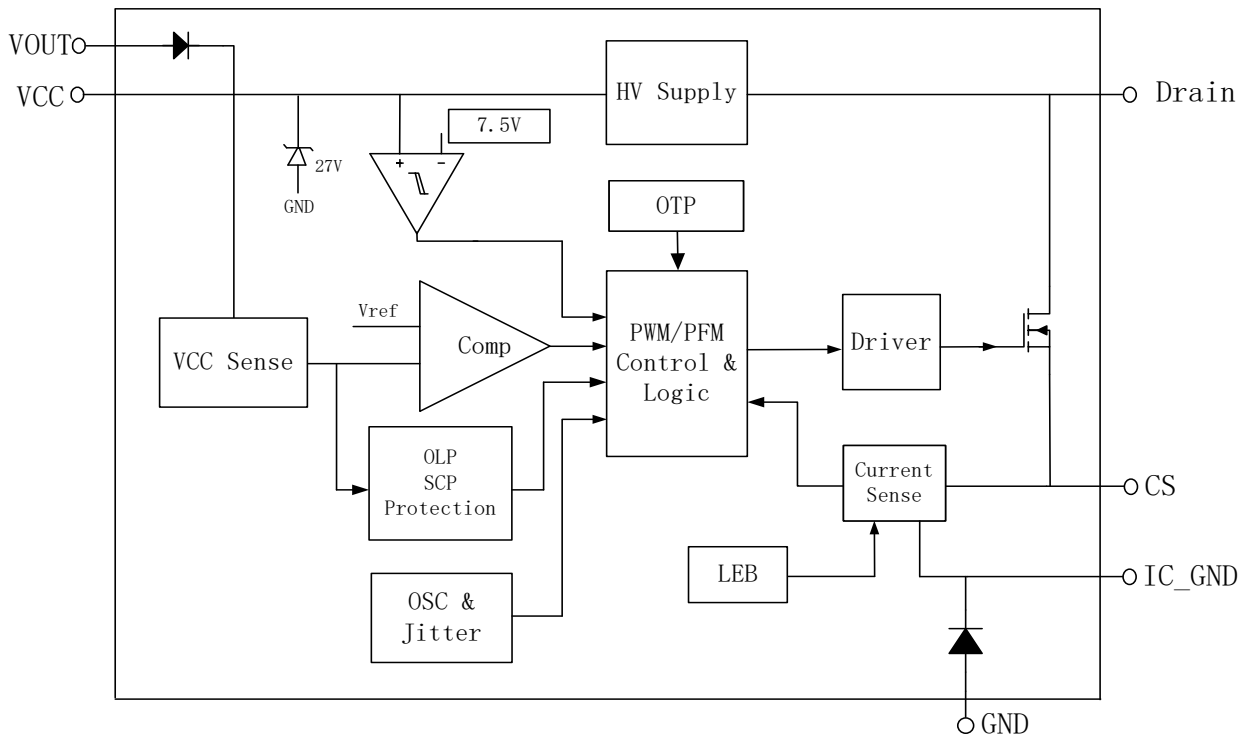 VOUT
VCC
HV Supply
Drain
7.5V
+
-
27V
GND
OTP
Vref
VCC Sense
Comp
PWM/PFM
Control &
Logic
Driver
OLP
SCP
Protection
Current
Sense
CS
LEB
IC_GND
OSC &
Jitter
GND